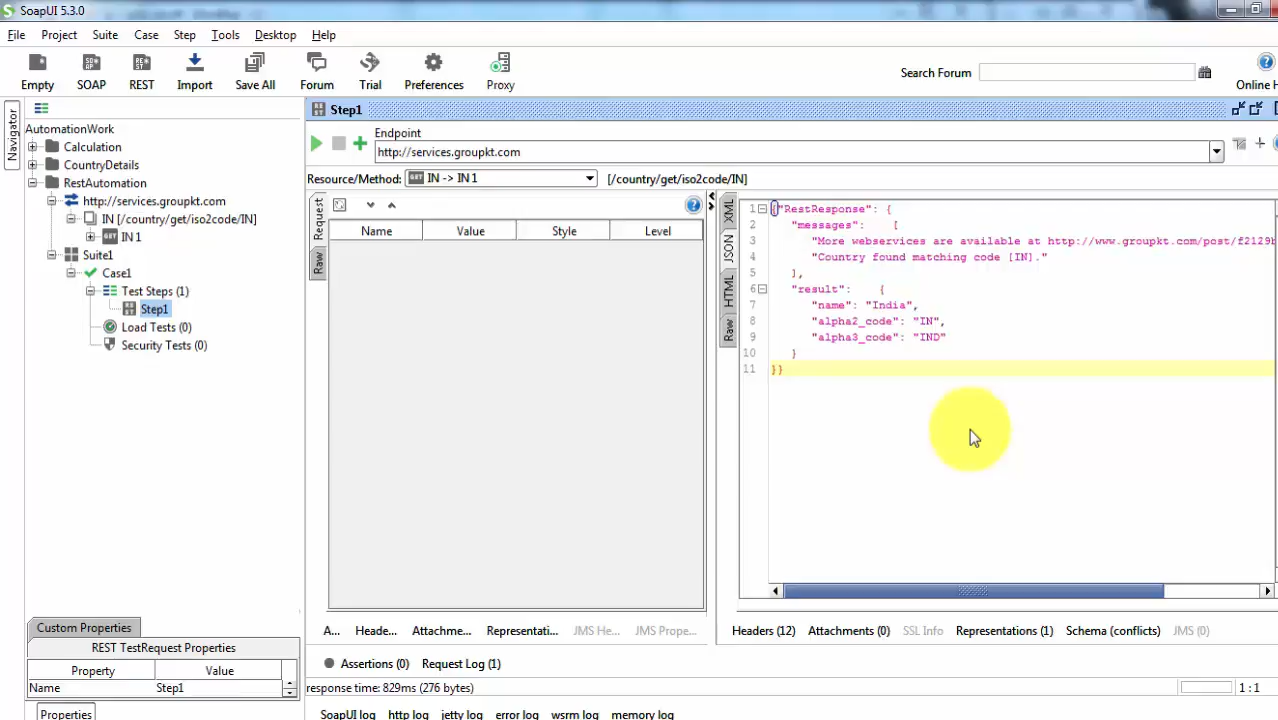 SoapUI 5.3.0
File Project Suite Case Step Tools Desktop Help
Empty SOAP REST Import Save All Forum Trial Preferences Proxy
Search Forum
Online H
Navigator
AutomationWork
Calculation
CountryDetails
RestAutomation
http://services.groupkt.com
IN [/country/get/iso2code/IN]
GET IN 1
Suite1
Case1
Test Steps (1)
Step1
Load Tests (0)
Security Tests (0)
Custom Properties
REST TestRequest Properties
Property Value
Name Step1
Properties
Step1
Endpoint
http://services.groupkt.com
Resource/Method: GET IN -> IN 1 [/country/get/iso2code/IN]
Request
Raw
Name Value Style Level
A... Heade... Attachme... Representati... JMS He... JMS Prope...
XML
JSON
HTML
Raw
1 {"RestResponse": {
2 "messages": [
3 "More webservices are available at http://www.groupkt.com/post/f2129b
4 "Country found matching code [IN]."
5 ],
6 "result": {
7 "name": "India",
8 "alpha2_code": "IN",
9 "alpha3_code": "IND"
10 }
11 }}
Headers (12) Attachments (0) SSL Info Representations (1) Schema (conflicts) JMS (0)
Assertions (0) Request Log (1)
response time: 829ms (276 bytes)
1 : 1
SoapUI log http log jetty log error log wsrm log memory log